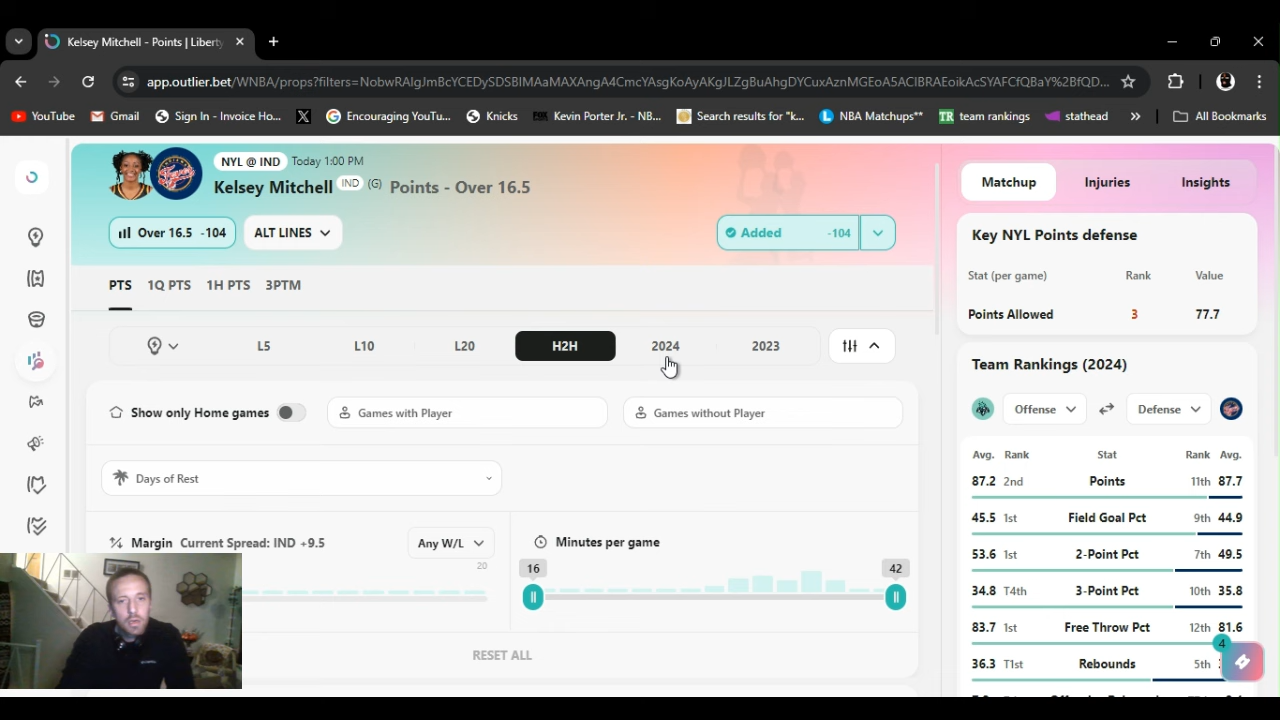 Kelsey Mitchell - Points | Liberty
app.outlier.bet/WNBA/props?filters=NobwRAlgJmBcYCEDySDSBIMAaMAXAngA4CmcYAsgKoAyAKgJLZgBuAhgDYCuxAznMGEoA5ACIBRAEoikAcSYAFCfQBaY%2BfQD...
YouTube Gmail Sign In - Invoice Ho... Encouraging YouTu... Knicks Kevin Porter Jr. - NB... Search results for "k... NBA Matchups** team rankings stathead » All Bookmarks
NYL @ IND Today 1:00 PM
Kelsey Mitchell IND (G) Points - Over 16.5
Over 16.5 -104 ALT LINES Added -104
PTS 1Q PTS 1H PTS 3PTM
L5 L10 L20 H2H 2024 2023
Show only Home games Games with Player Games without Player
Days of Rest
Margin Current Spread: IND +9.5 Any W/L
20
Minutes per game
16 42
RESET ALL
Matchup Injuries Insights
Key NYL Points defense
Stat (per game) Rank Value
Points Allowed 3 77.7
Team Rankings (2024)
Offense Defense
Avg. Rank Stat Rank Avg.
87.2 2nd Points 11th 87.7
45.5 1st Field Goal Pct 9th 44.9
53.6 1st 2-Point Pct 7th 49.5
34.8 T4th 3-Point Pct 10th 35.8
83.7 1st Free Throw Pct 12th 81.6
4
36.3 T1st Rebounds 5th